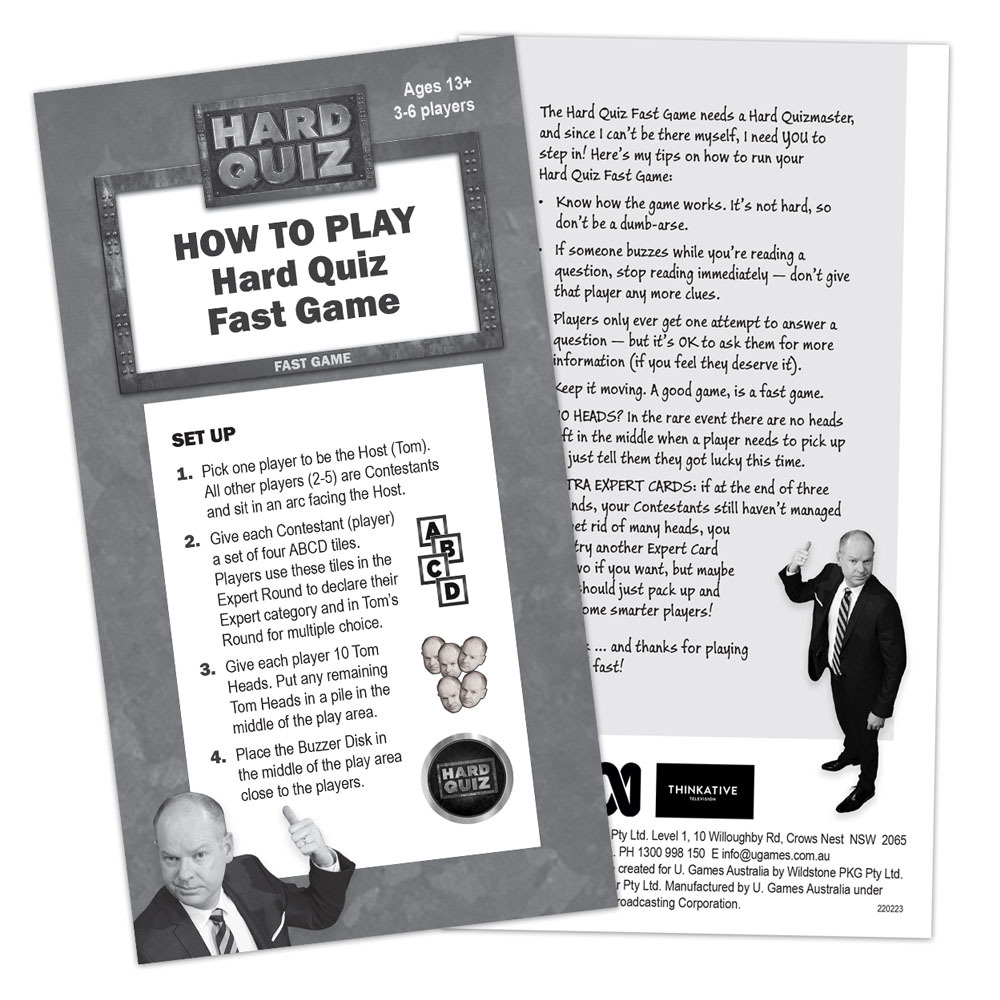 Ages 13+
3-6 players
HARD
QUIZ
HOW TO PLAY
Hard Quiz
Fast Game
FAST GAME
SET UP
1. Pick one player to be the Host (Tom).
All other players (2-5) are Contestants
and sit in an arc facing the Host.
2. Give each Contestant (player)
a set of four ABCD tiles.
Players use these tiles in the
Expert Round to declare their
Expert category and in Tom's
Round for multiple choice.
A
B
C
D
3. Give each player 10 Tom
Heads. Put any remaining
Tom Heads in a pile in the
middle of the play area.
4. Place the Buzzer Disk in
the middle of the play area
close to the players.
HARD
QUIZ
The Hard Quiz Fast Game needs a Hard Quizmaster,
and since I can't be there myself, I need YOU to
step in! Here's my tips on how to run your
Hard Quiz Fast Game:
• Know how the game works. It's not hard, so
don't be a dumb-arse.
• If someone buzzes while you're reading a
question, stop reading immediately — don't give
that player any more clues.
Players only ever get one attempt to answer a
question — but it's OK to ask them for more
information (if you feel they deserve it).
Keep it moving. A good game, is a fast game.
HEADS? In the rare event there are no heads
in the middle when a player needs to pick up
just tell them they got lucky this time.
EXPERT CARDS: if at the end of three
your Contestants still haven't managed
rid of many heads, you
try another Expert Card
if you want, but maybe
should just pack up and
some smarter players!
... and thanks for playing
fast!
THINKATIVE
TELEVISION
Pty Ltd. Level 1, 10 Willoughby Rd, Crows Nest NSW 2065
. PH 1300 998 150 E info@ugames.com.au
created for U. Games Australia by Wildstone PKG Pty Ltd.
Pty Ltd. Manufactured by U. Games Australia under
Broadcasting Corporation.
220223